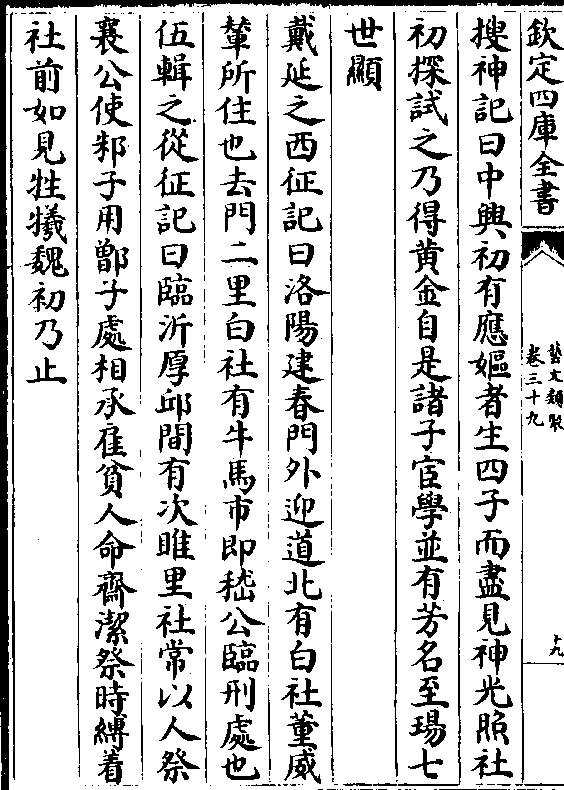 欽定四庫全書
藝文類聚
卷三十九
十九
搜神記曰中興初有應嫗者生四子而盡見神光照社
初探試之乃得黄金自是諸子宦學並有芳名至瑒七
世顯
戴延之西征記曰洛陽建春門外迎道北有白社董威
輦所住也去門二里白社有牛馬市即嵇公臨刑處也
伍輯之從征記曰臨沂厚邱間有次睢里社常以人祭
襄公使邾子用鄫子處相承雇貧人命齋潔祭時縛着
社前如見牲犧魏初乃止